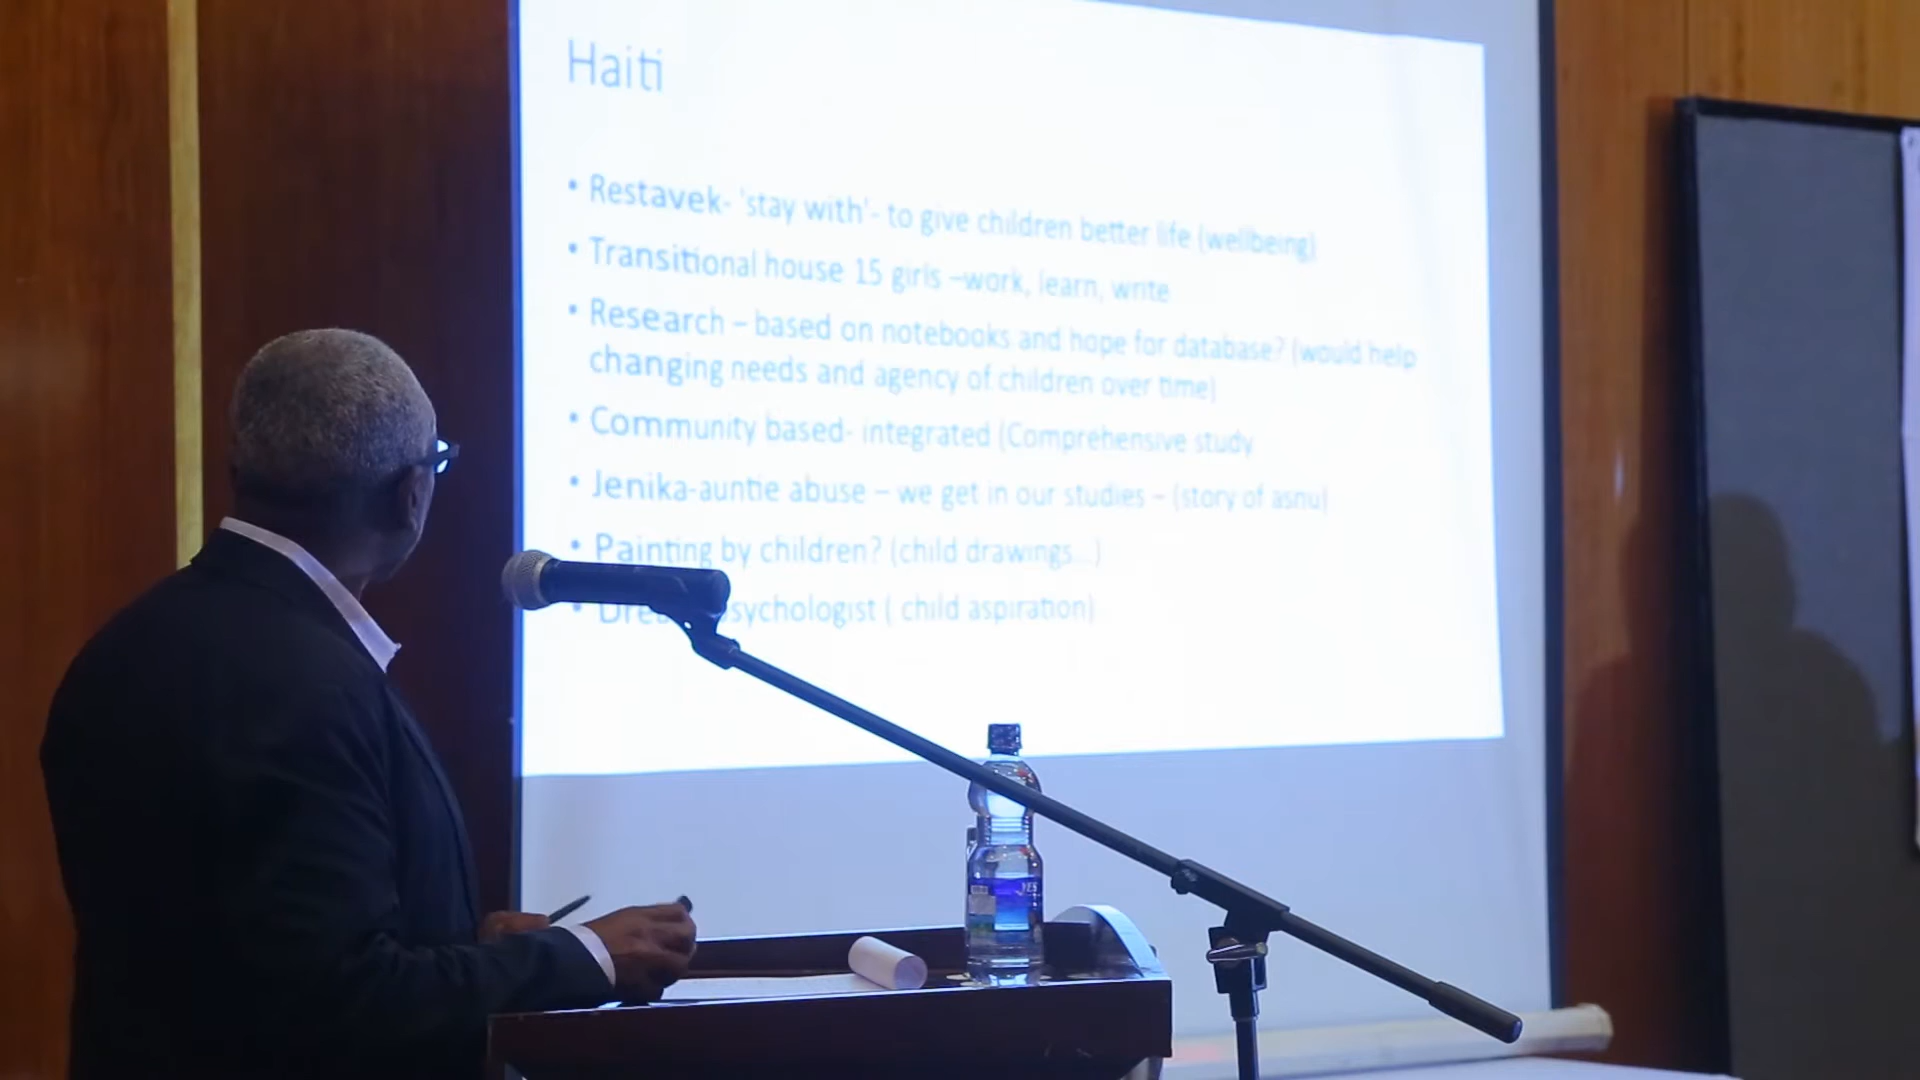 Haiti
• Restavek- 'stay with'- to give children better life (wellbeing)
• Transitional house 15 girls –work, learn, write
• Research – based on notebooks and hope for database? (would help
changing needs and agency of children over time)
• Community based- integrated (Comprehensive study
• Jenika-auntie abuse – we get in our studies – (story of asnu)
• Painting by children? (child drawings...)
• psychologist ( child aspiration)
YES